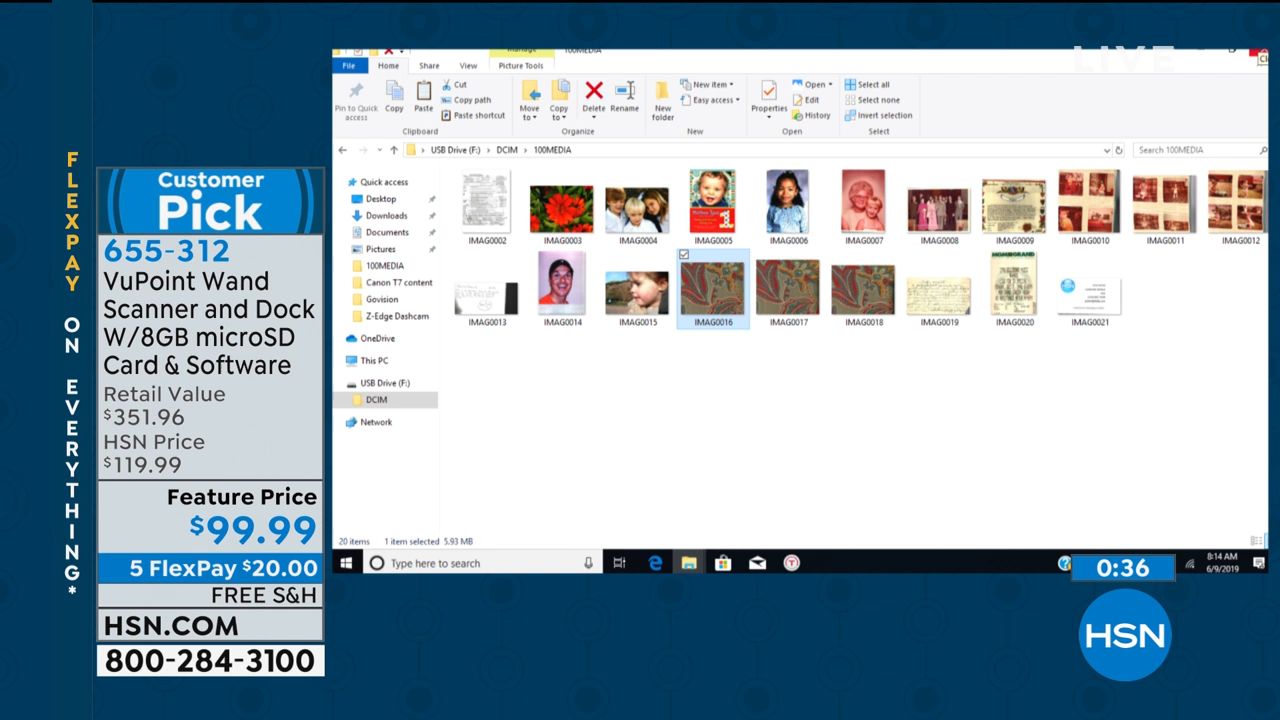 FLEXPAY ON EVERYTHING*
Customer
Pick
655-312
VuPoint Wand
Scanner and Dock
W/8GB microSD
Card & Software
Retail Value
$351.96
HSN Price
$119.99
Feature Price
$99.99
5 FlexPay $20.00
FREE S&H
HSN.COM
800-284-3100
LIVE
Manage
100MEDIA
File Home Share View Picture Tools
Pin to Quick access
Copy
Paste
Cut
Copy path
Paste shortcut
Clipboard
Move to
Copy to
Delete
Rename
Organize
New folder
New item
Easy access
New
Properties
Open
Edit
History
Open
Select all
Select none
Invert selection
Select
USB Drive (F:) > DCIM > 100MEDIA
Search 100MEDIA
Quick access
Desktop
Downloads
Documents
Pictures
100MEDIA
Canon T7 content
Govision
Z-Edge Dashcam
OneDrive
This PC
USB Drive (F:)
DCIM
Network
IMAG0002 IMAG0003 IMAG0004 IMAG0005 IMAG0006 IMAG0007 IMAG0008 IMAG0009 IMAG0010 IMAG0011 IMAG0012
MGM GRAND
IMAG0013 IMAG0014 IMAG0015 IMAG0016 IMAG0017 IMAG0018 IMAG0019 IMAG0020 IMAG0021
20 items 1 item selected 5.93 MB
Type here to search
8:14 AM
6/9/2019
0:36
HSN